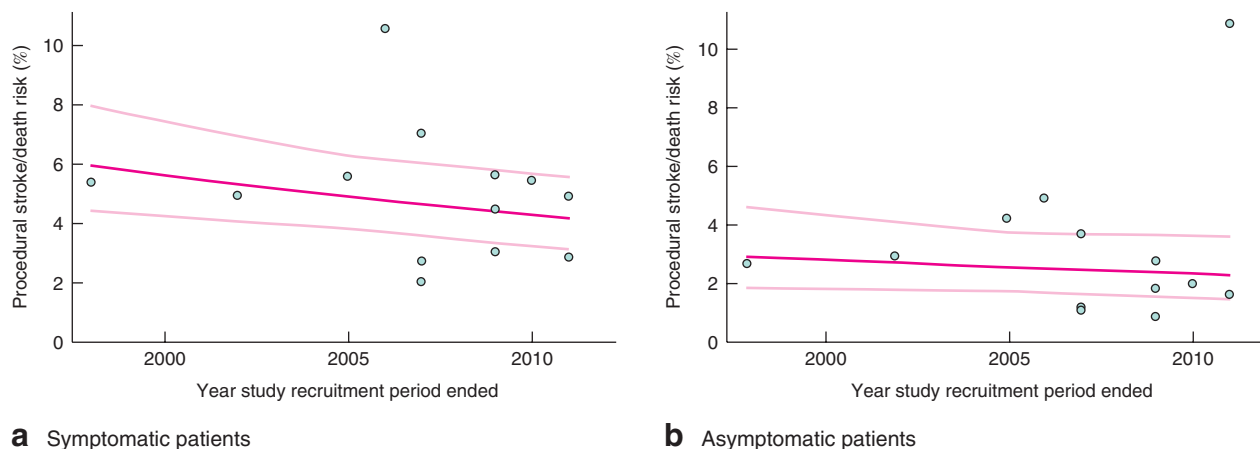 Procedural stroke/death risk (%)
10
8
6
4
2
0
2000 2005 2010
Year study recruitment period ended
a Symptomatic patients
Procedural stroke/death risk (%)
10
8
6
4
2
0
2000 2005 2010
Year study recruitment period ended
b Asymptomatic patients